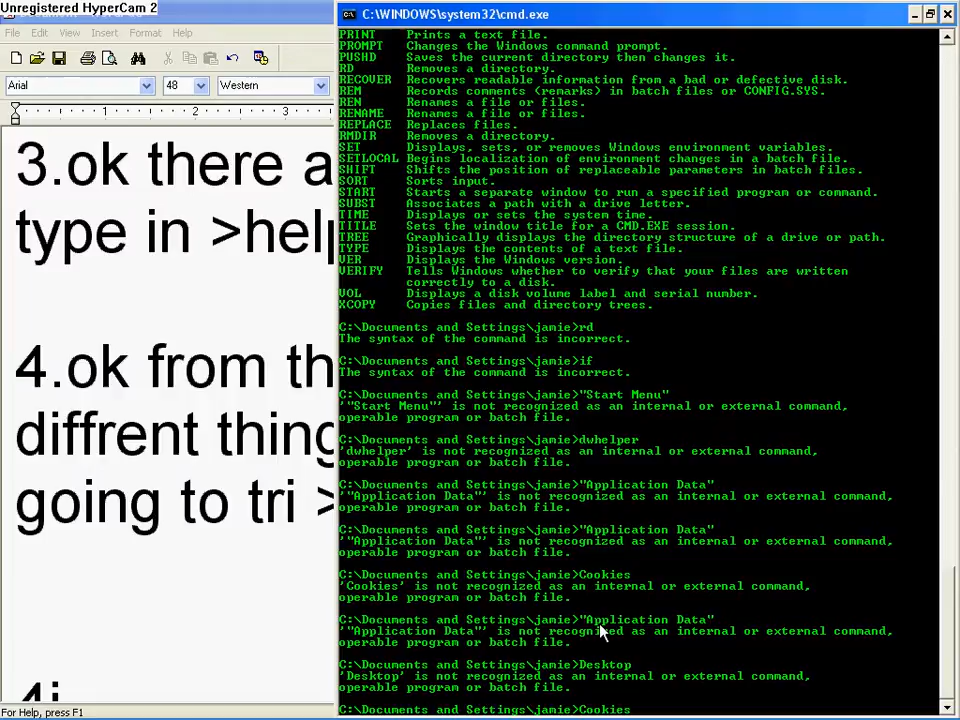 Unregistered HyperCam 2
File Edit View Insert Format Help
Arial 48 Western
1 2 3
3.ok there a
type in >help
4.ok from th
diffrent thing
going to tri >
4i
For Help, press F1
C:\WINDOWS\system32\cmd.exe
PRINT Prints a text file.
PROMPT Changes the Windows command prompt.
PUSHD Saves the current directory then changes it.
RD Removes a directory.
RECOVER Recovers readable information from a bad or defective disk.
REM Records comments (remarks) in batch files or CONFIG.SYS.
REN Renames a file or files.
RENAME Renames a file or files.
REPLACE Replaces files.
RMDIR Removes a directory.
SET Displays, sets, or removes Windows environment variables.
SETLOCAL Begins localization of environment changes in a batch file.
SHIFT Shifts the position of replaceable parameters in batch files.
SORT Sorts input.
START Starts a separate window to run a specified program or command.
SUBST Associates a path with a drive letter.
TIME Displays or sets the system time.
TITLE Sets the window title for a CMD.EXE session.
TREE Graphically displays the directory structure of a drive or path.
TYPE Displays the contents of a text file.
VER Displays the Windows version.
VERIFY Tells Windows whether to verify that your files are written
correctly to a disk.
VOL Displays a disk volume label and serial number.
XCOPY Copies files and directory trees.
C:\Documents and Settings\jamie>rd
The syntax of the command is incorrect.
C:\Documents and Settings\jamie>if
The syntax of the command is incorrect.
C:\Documents and Settings\jamie>"Start Menu"
'"Start Menu"' is not recognized as an internal or external command,
operable program or batch file.
C:\Documents and Settings\jamie>dwhelper
'dwhelper' is not recognized as an internal or external command,
operable program or batch file.
C:\Documents and Settings\jamie>"Application Data"
'"Application Data"' is not recognized as an internal or external command,
operable program or batch file.
C:\Documents and Settings\jamie>"Application Data"
'"Application Data"' is not recognized as an internal or external command,
operable program or batch file.
C:\Documents and Settings\jamie>Cookies
'Cookies' is not recognized as an internal or external command,
operable program or batch file.
C:\Documents and Settings\jamie>"Application Data"
'"Application Data"' is not recognized as an internal or external command,
operable program or batch file.
C:\Documents and Settings\jamie>Desktop
'Desktop' is not recognized as an internal or external command,
operable program or batch file.
C:\Documents and Settings\jamie>Cookies